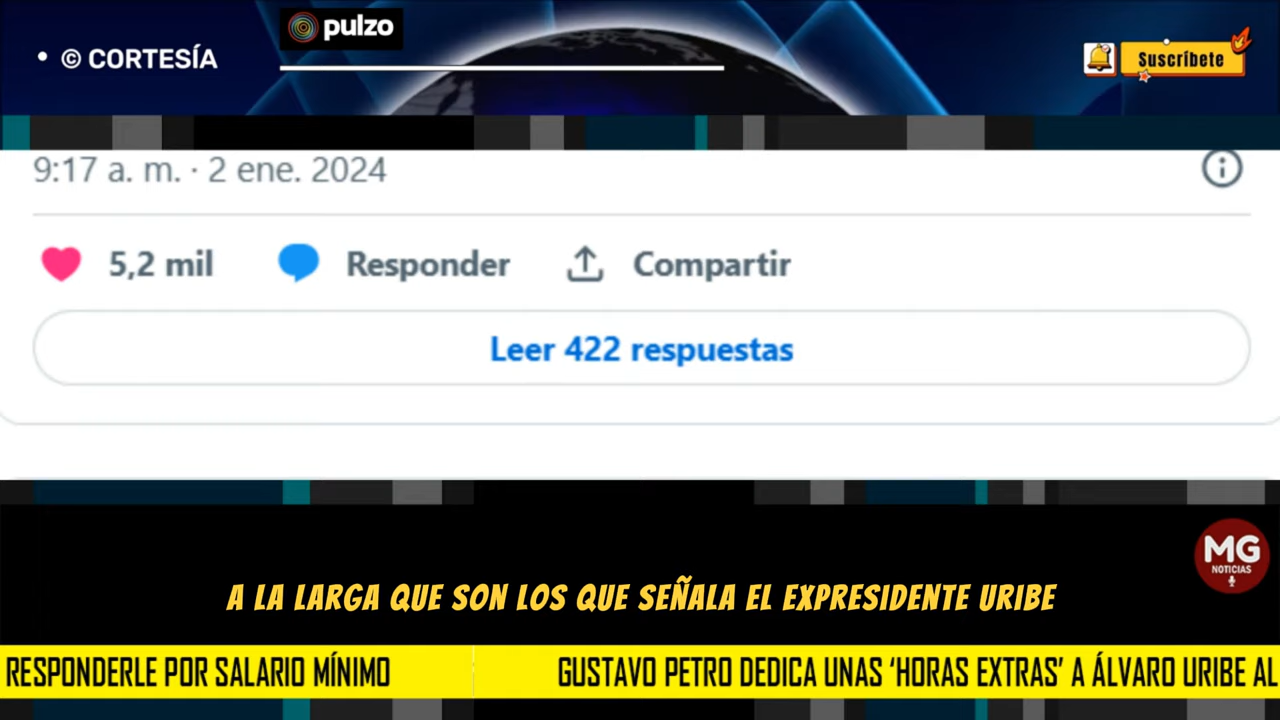 pulzo
• © CORTESÍA
Suscríbete
9:17 a. m. · 2 ene. 2024
5,2 mil Responder Compartir
Leer 422 respuestas
MG
NOTICIAS
A LA LARGA QUE SON LOS QUE SEÑALA EL EXPRESIDENTE URIBE
RESPONDERLE POR SALARIO MÍNIMO GUSTAVO PETRO DEDICA UNAS ‘HORAS EXTRAS’ A ÁLVARO URIBE AL